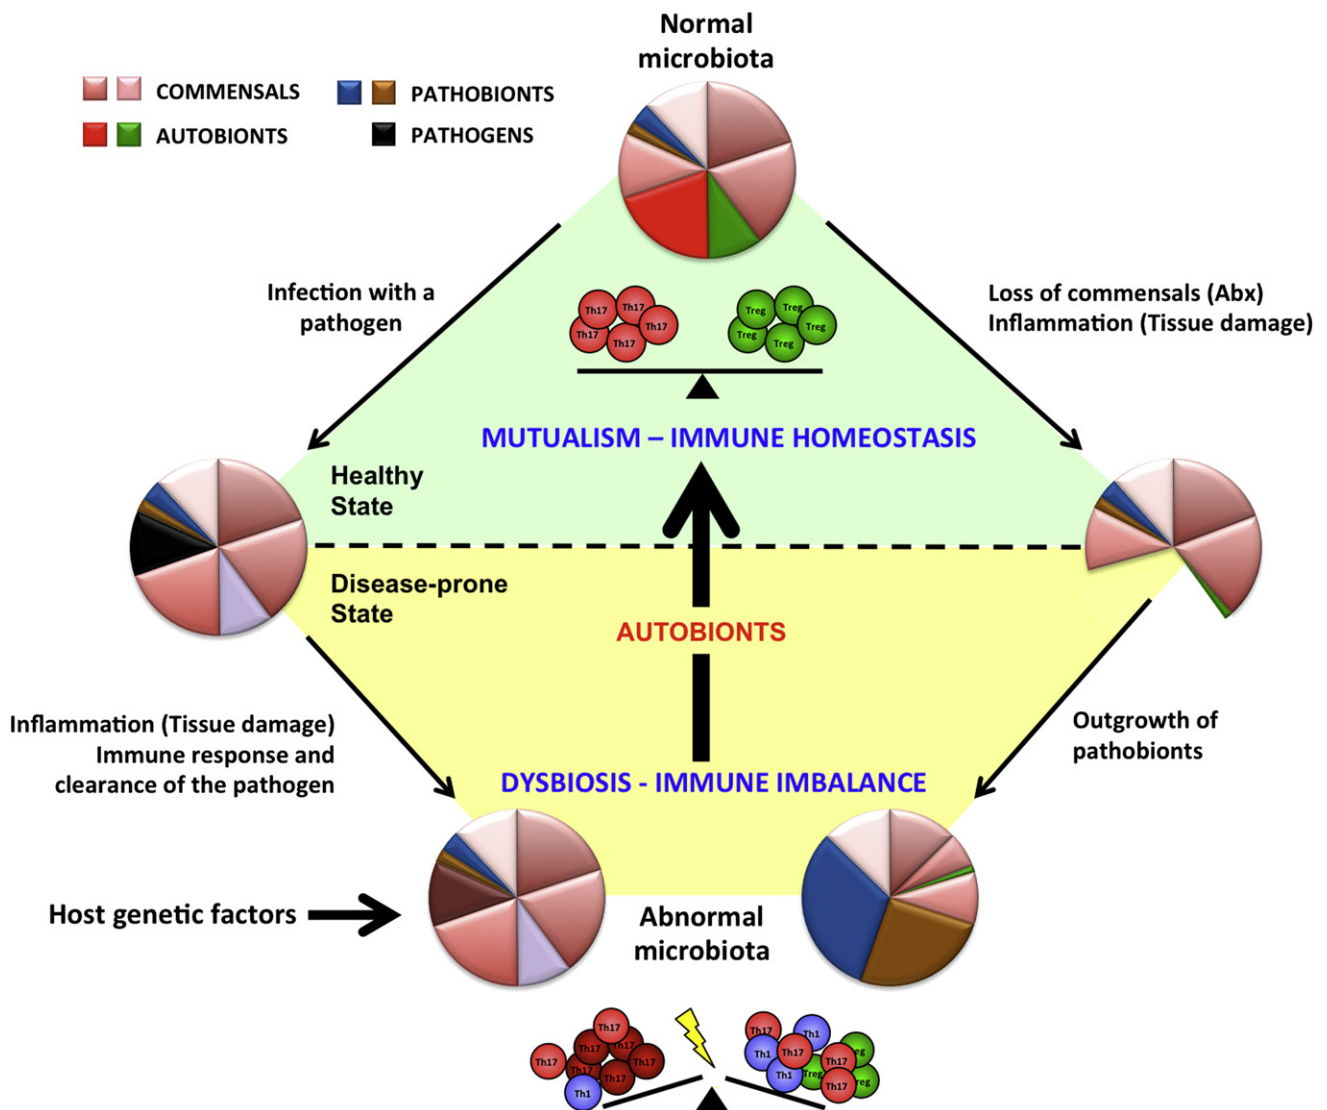 Normal
microbiota
COMMENSALS
PATHOBIONTS
AUTOBIONTS
PATHOGENS
Infection with a
pathogen
Loss of commensals (Abx)
Inflammation (Tissue damage)
Th17
Th17
Th17
Th17
Th17
Treg
Treg
Treg
Treg
Treg
MUTUALISM – IMMUNE HOMEOSTASIS
Healthy
State
Disease-prone
State
AUTOBIONTS
Inflammation (Tissue damage)
Immune response and
clearance of the pathogen
Outgrowth of
pathobionts
DYSBIOSIS - IMMUNE IMBALANCE
Host genetic factors
Abnormal
microbiota
Th17
Th17
Th17
Th17
Th17
Th17
Th17
Th1
Th17
Th1
Th1
Th17
Th1
Treg
Th17
Th17
eg
reg